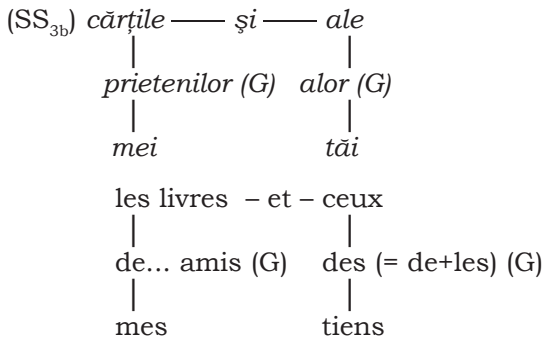 (SS3b) cărțile și ale
prietenilor (G) alor (G)
mei tăi
les livres – et – ceux
de... amis (G) des (= de+les) (G)
mes tiens